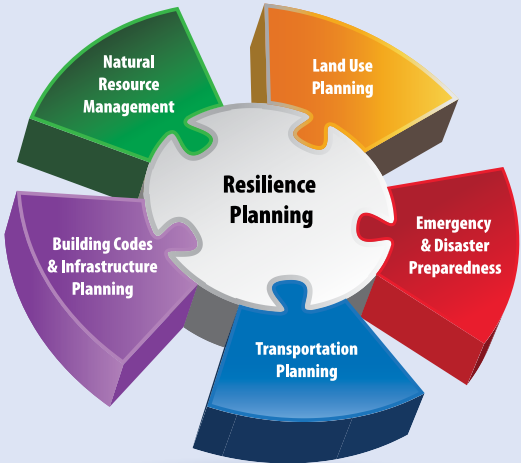 Natural
Resource
Management
Land Use
Planning
Resilience
Planning
Emergency
& Disaster
Preparedness
Building Codes
& Infrastructure
Planning
Transportation
Planning